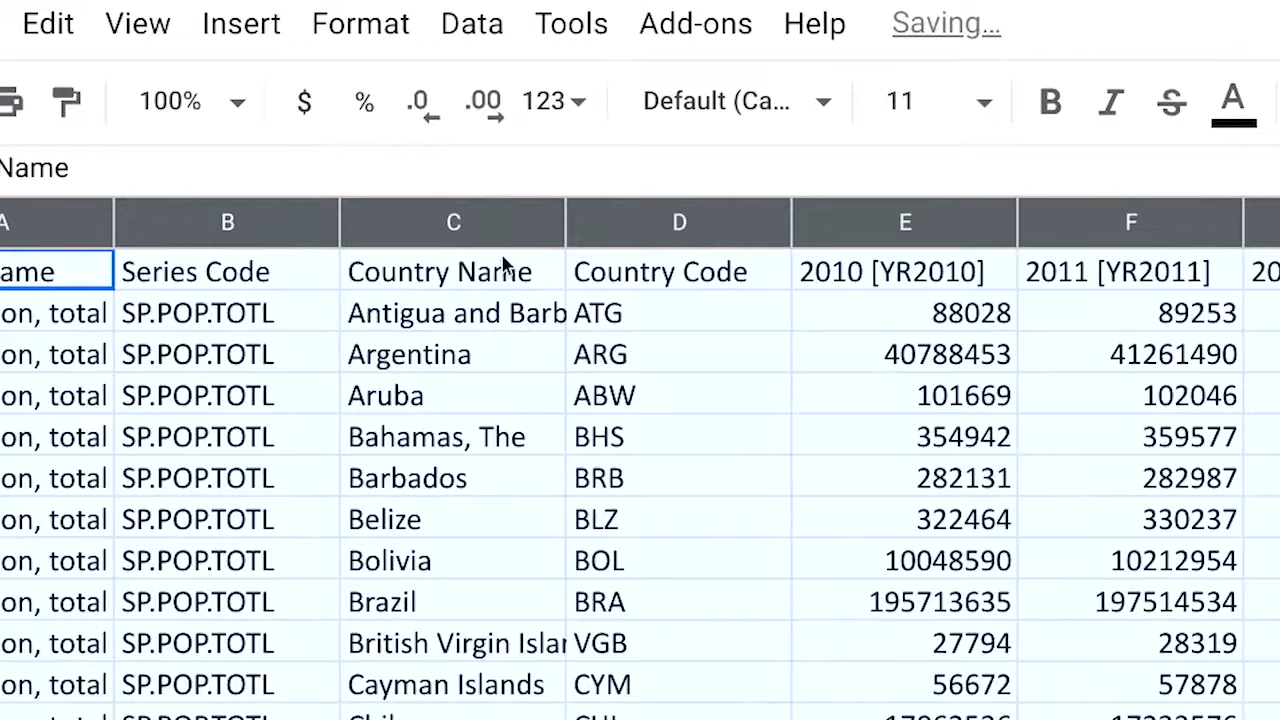 Edit View Insert Format Data Tools Add-ons Help Saving...
100% $ % .0 .00 123 Default (Ca... 11 B I S A
Name
A B C D E F
ame Series Code Country Name Country Code 2010 [YR2010] 2011 [YR2011] 20
on, total SP.POP.TOTL Antigua and Barb ATG 88028 89253
on, total SP.POP.TOTL Argentina ARG 40788453 41261490
on, total SP.POP.TOTL Aruba ABW 101669 102046
on, total SP.POP.TOTL Bahamas, The BHS 354942 359577
on, total SP.POP.TOTL Barbados BRB 282131 282987
on, total SP.POP.TOTL Belize BLZ 322464 330237
on, total SP.POP.TOTL Bolivia BOL 10048590 10212954
on, total SP.POP.TOTL Brazil BRA 195713635 197514534
on, total SP.POP.TOTL British Virgin Islan VGB 27794 28319
on, total SP.POP.TOTL Cayman Islands CYM 56672 57878